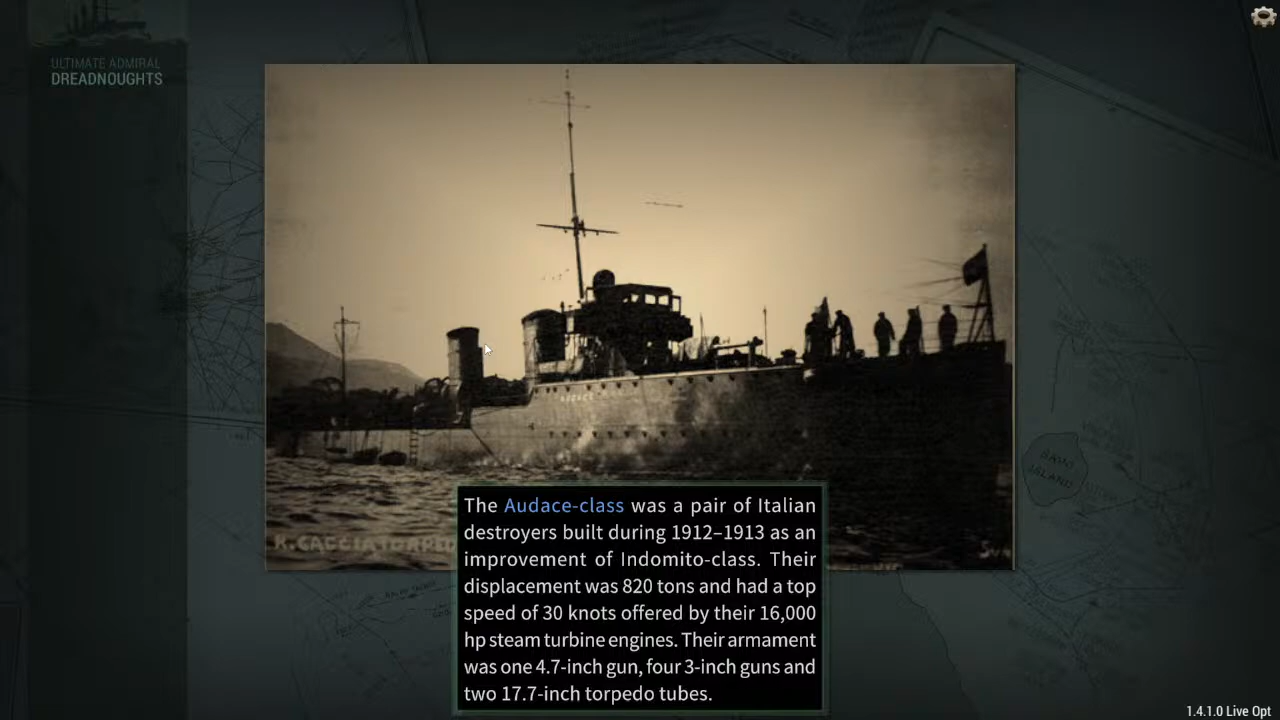 ULTIMATE ADMIRAL
DREADNOUGHTS
R.CACCIATORPED
The Audace-class was a pair of Italian
destroyers built during 1912–1913 as an
improvement of Indomito-class. Their
displacement was 820 tons and had a top
speed of 30 knots offered by their 16,000
hp steam turbine engines. Their armament
was one 4.7-inch gun, four 3-inch guns and
two 17.7-inch torpedo tubes.
1.4.1.0 Live Opt